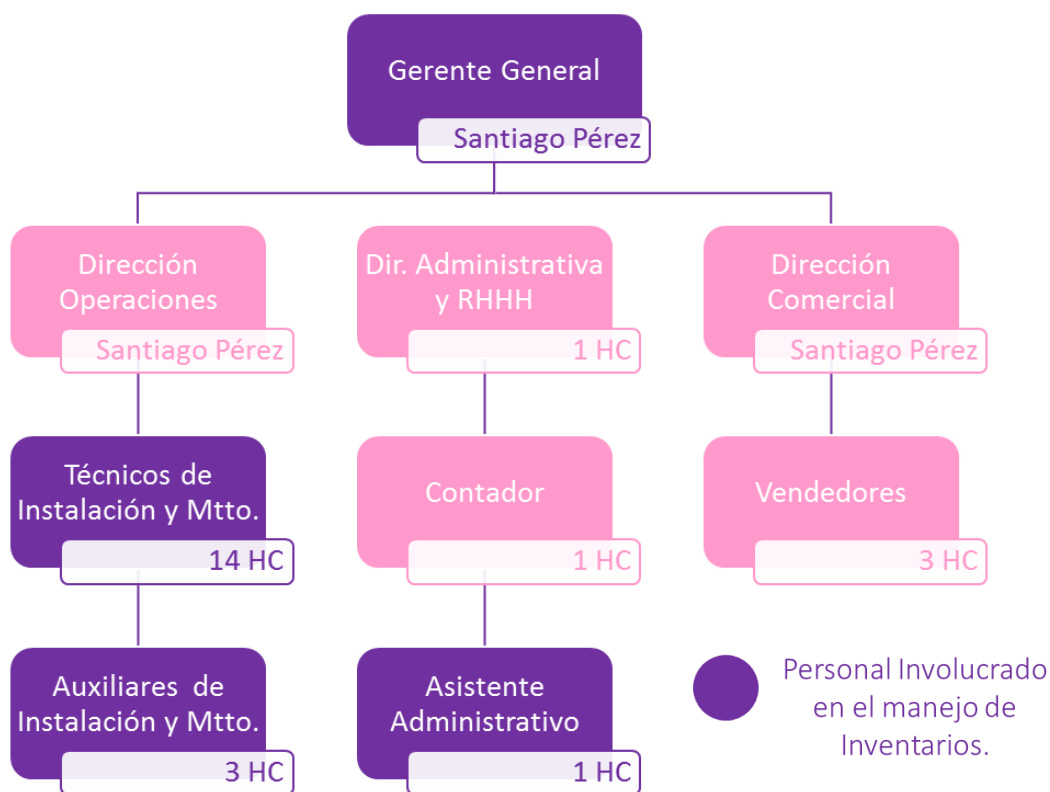 Gerente General
Santiago Pérez
Dirección
Operaciones
Santiago Pérez
Dir. Administrativa
y RHHH
1 HC
Dirección
Comercial
Santiago Pérez
Técnicos de
Instalación y Mtto.
14 HC
Contador
1 HC
Vendedores
3 HC
Auxiliares de
Instalación y Mtto.
3 HC
Asistente
Administrativo
1 HC
Personal Involucrado
en el manejo de
Inventarios.